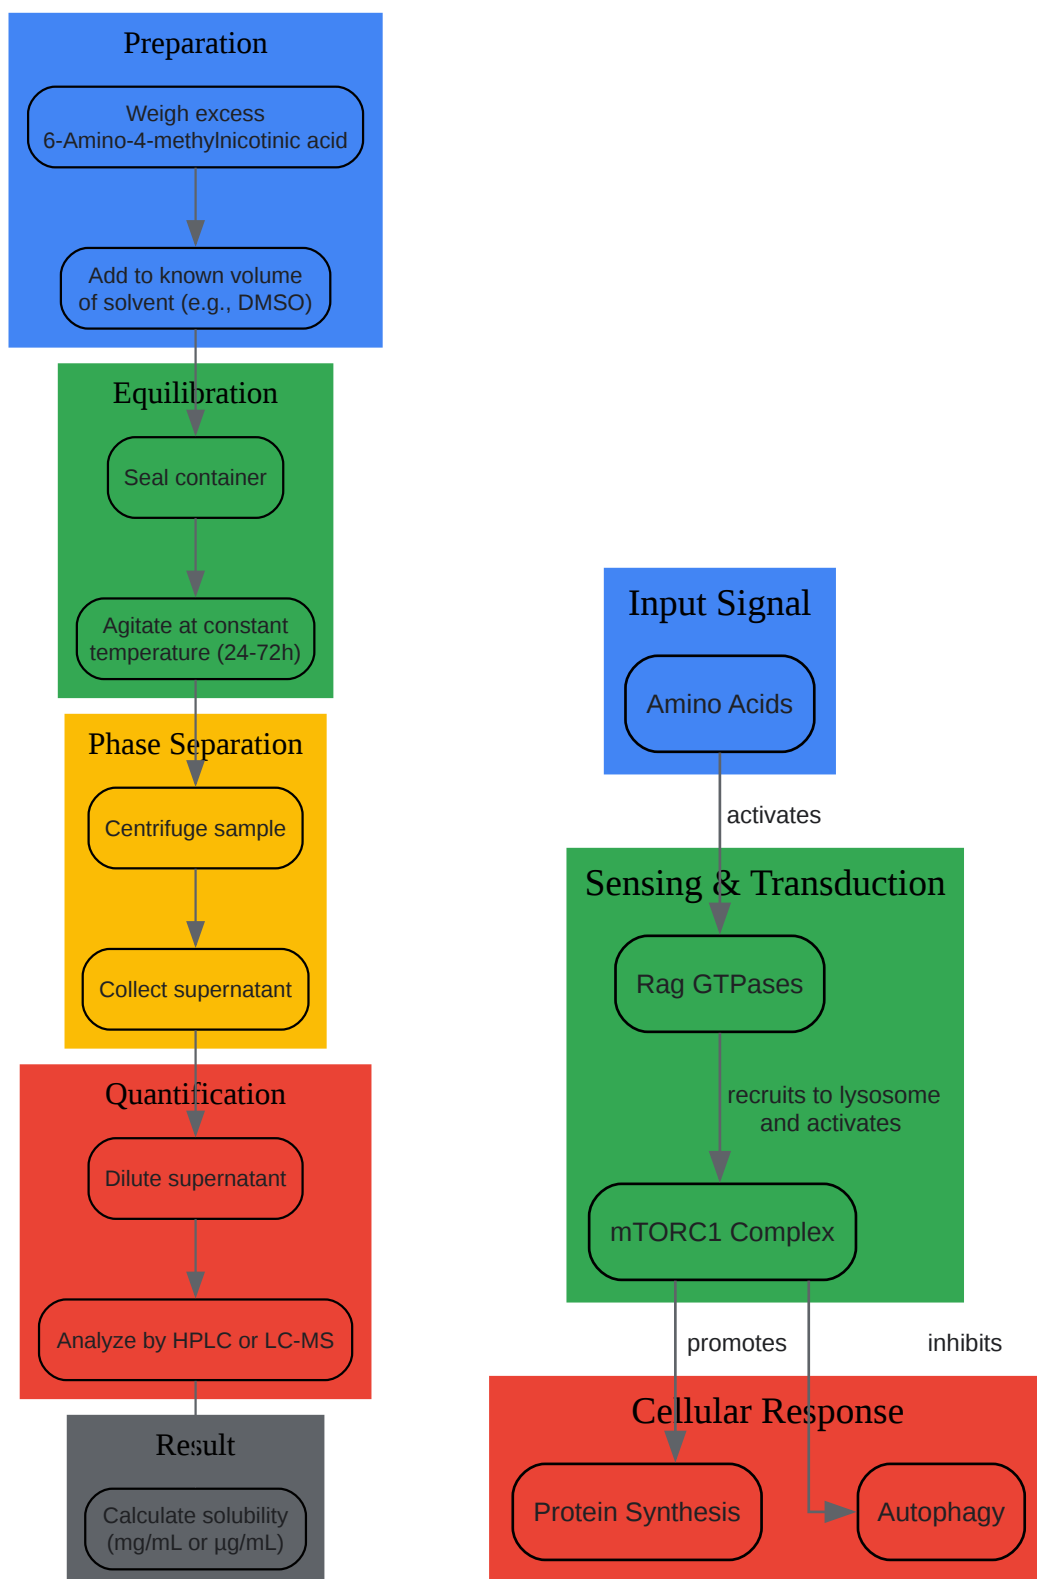 Preparation
Weigh excess
6-Amino-4-methylnicotinic acid
Add to known volume
of solvent (e.g., DMSO)
Equilibration
Seal container
Agitate at constant
temperature (24-72h)
Phase Separation
Centrifuge sample
Collect supernatant
Quantification
Dilute supernatant
Analyze by HPLC or LC-MS
Result
Calculate solubility
(mg/mL or µg/mL)
Input Signal
Amino Acids
activates
Sensing & Transduction
Rag GTPases
recruits to lysosome
and activates
mTORC1 Complex
promotes
inhibits
Cellular Response
Protein Synthesis
Autophagy